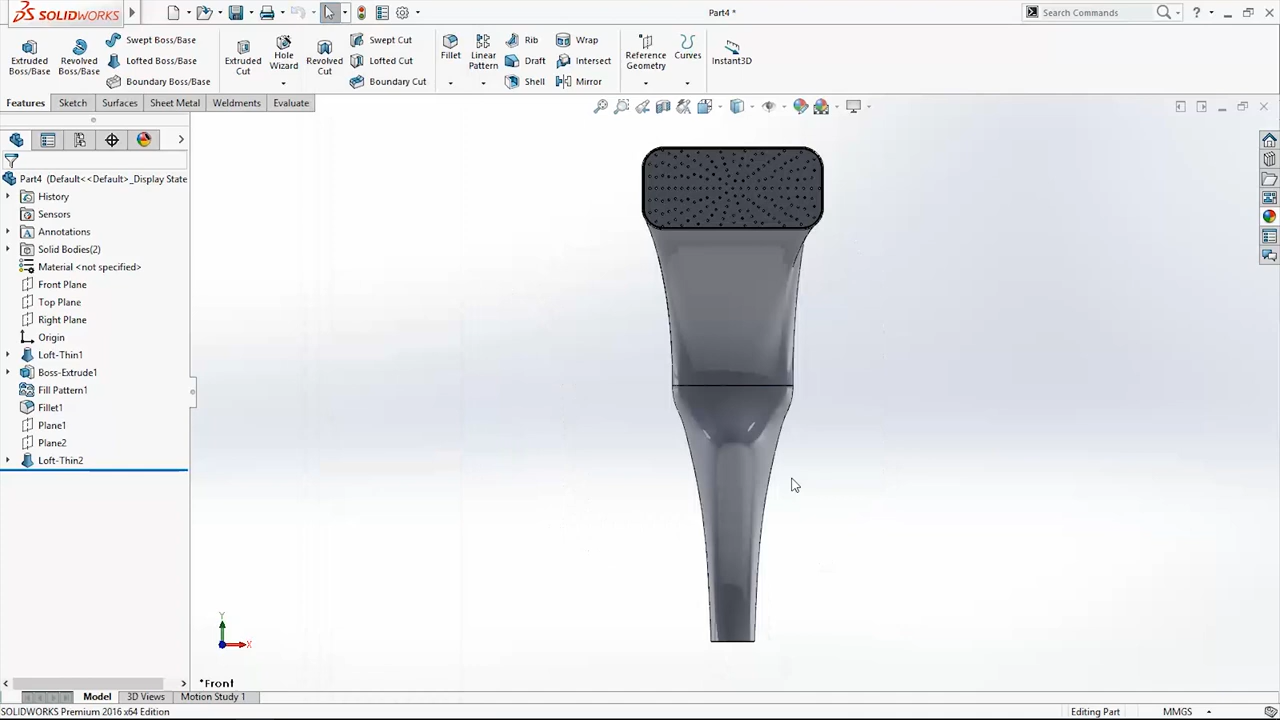 SOLIDWORKS
Part4 *
Search Commands
Extruded Boss/Base
Revolved Boss/Base
Swept Boss/Base
Lofted Boss/Base
Boundary Boss/Base
Extruded Cut
Hole Wizard
Revolved Cut
Swept Cut
Lofted Cut
Boundary Cut
Fillet
Linear Pattern
Rib
Draft
Shell
Wrap
Intersect
Mirror
Reference Geometry
Curves
Instant3D
Features
Sketch
Surfaces
Sheet Metal
Weldments
Evaluate
Part4 (Default<<Default>_Display State
History
Sensors
Annotations
Solid Bodies(2)
Material <not specified>
Front Plane
Top Plane
Right Plane
Origin
Loft-Thin1
Boss-Extrude1
Fill Pattern1
Fillet1
Plane1
Plane2
Loft-Thin2
Y
X
*Front
Model
3D Views
Motion Study 1
SOLIDWORKS Premium 2016 x64 Edition
Editing Part
MMGS